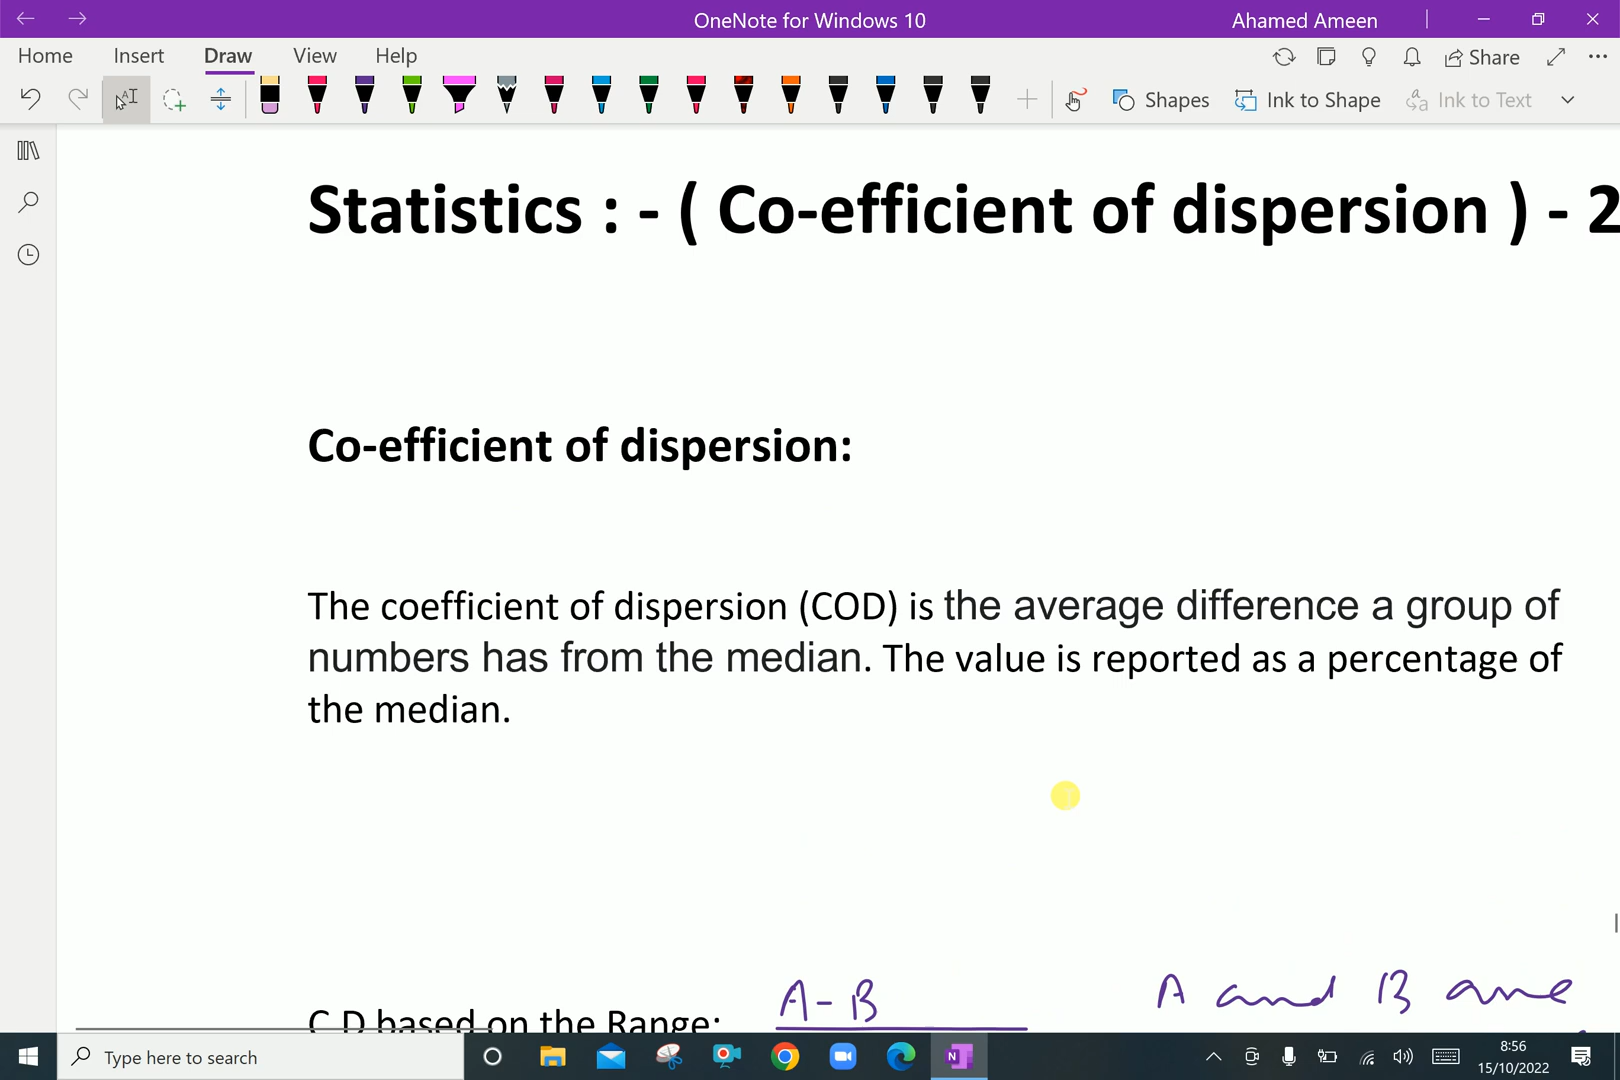 OneNote for Windows 10
Ahamed Ameen
Home Insert Draw View Help
Share
Shapes
Ink to Shape
Ink to Text
Statistics : - ( Co-efficient of dispersion ) - 2
Co-efficient of dispersion:
The coefficient of dispersion (COD) is the average difference a group of
numbers has from the median. The value is reported as a percentage of
the median.
A - B
A and B are
C D based on the Range:
Type here to search
8:56
15/10/2022